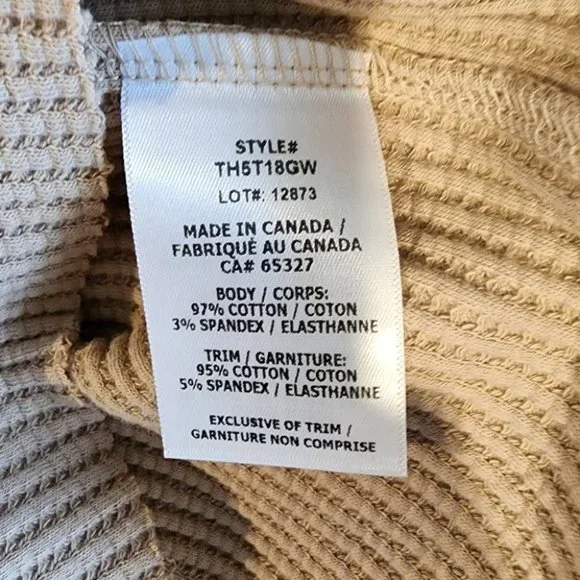 STYLE#
TH5T18GW
LOT#: 12873
MADE IN CANADA /
FABRIQUÉ AU CANADA
CA# 65327
BODY / CORPS:
97% COTTON / COTON
3% SPANDEX / ELASTHANNE
TRIM / GARNITURE:
95% COTTON / COTON
5% SPANDEX / ELASTHANNE
EXCLUSIVE OF TRIM /
GARNITURE NON COMPRISE